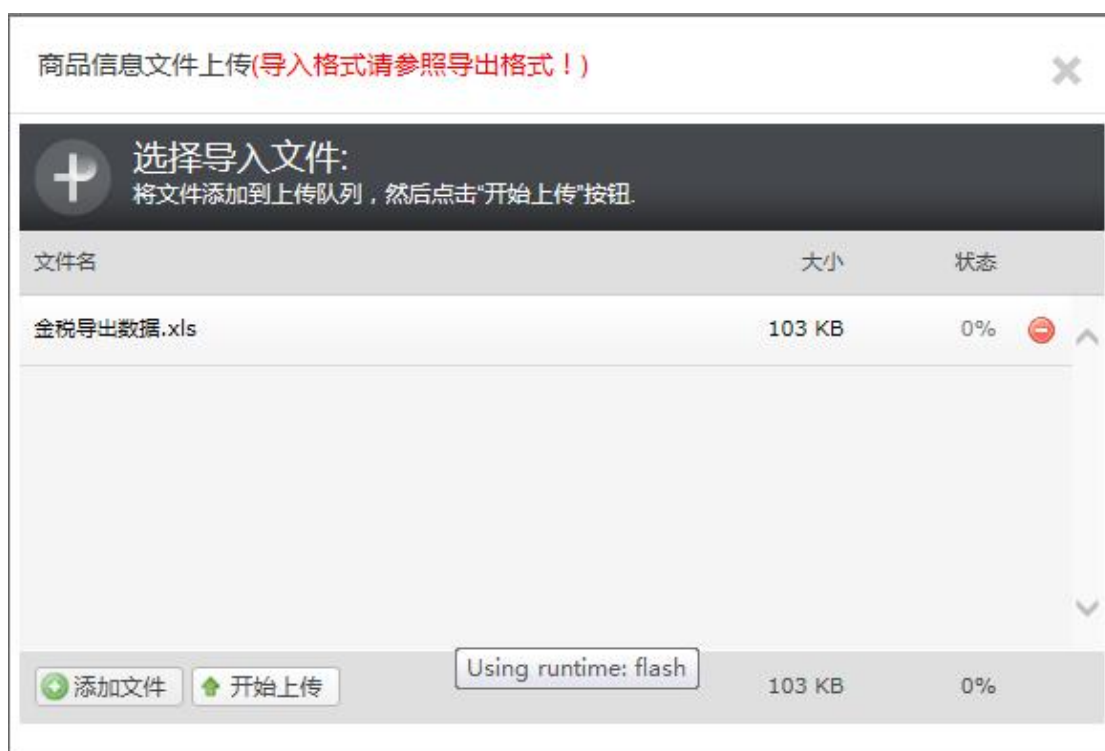 商品信息文件上传(导入格式请参照导出格式！)
选择导入文件:
将文件添加到上传队列，然后点击“开始上传”按钮.
文件名 大小 状态
金税导出数据.xls 103 KB 0%
添加文件 开始上传 Using runtime: flash 103 KB 0%